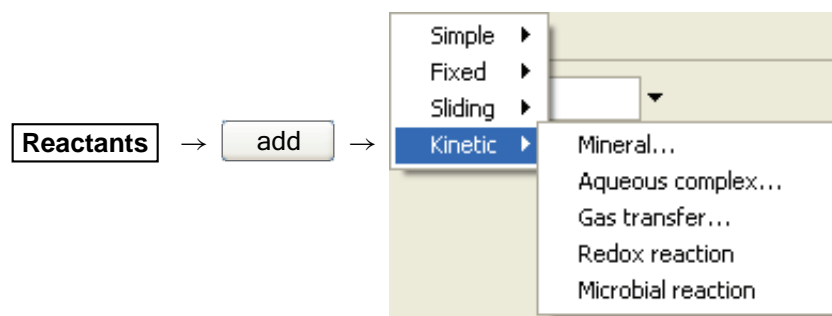 Reactants → add →
Simple
Fixed
Sliding
Kinetic
Mineral...
Aqueous complex...
Gas transfer...
Redox reaction
Microbial reaction